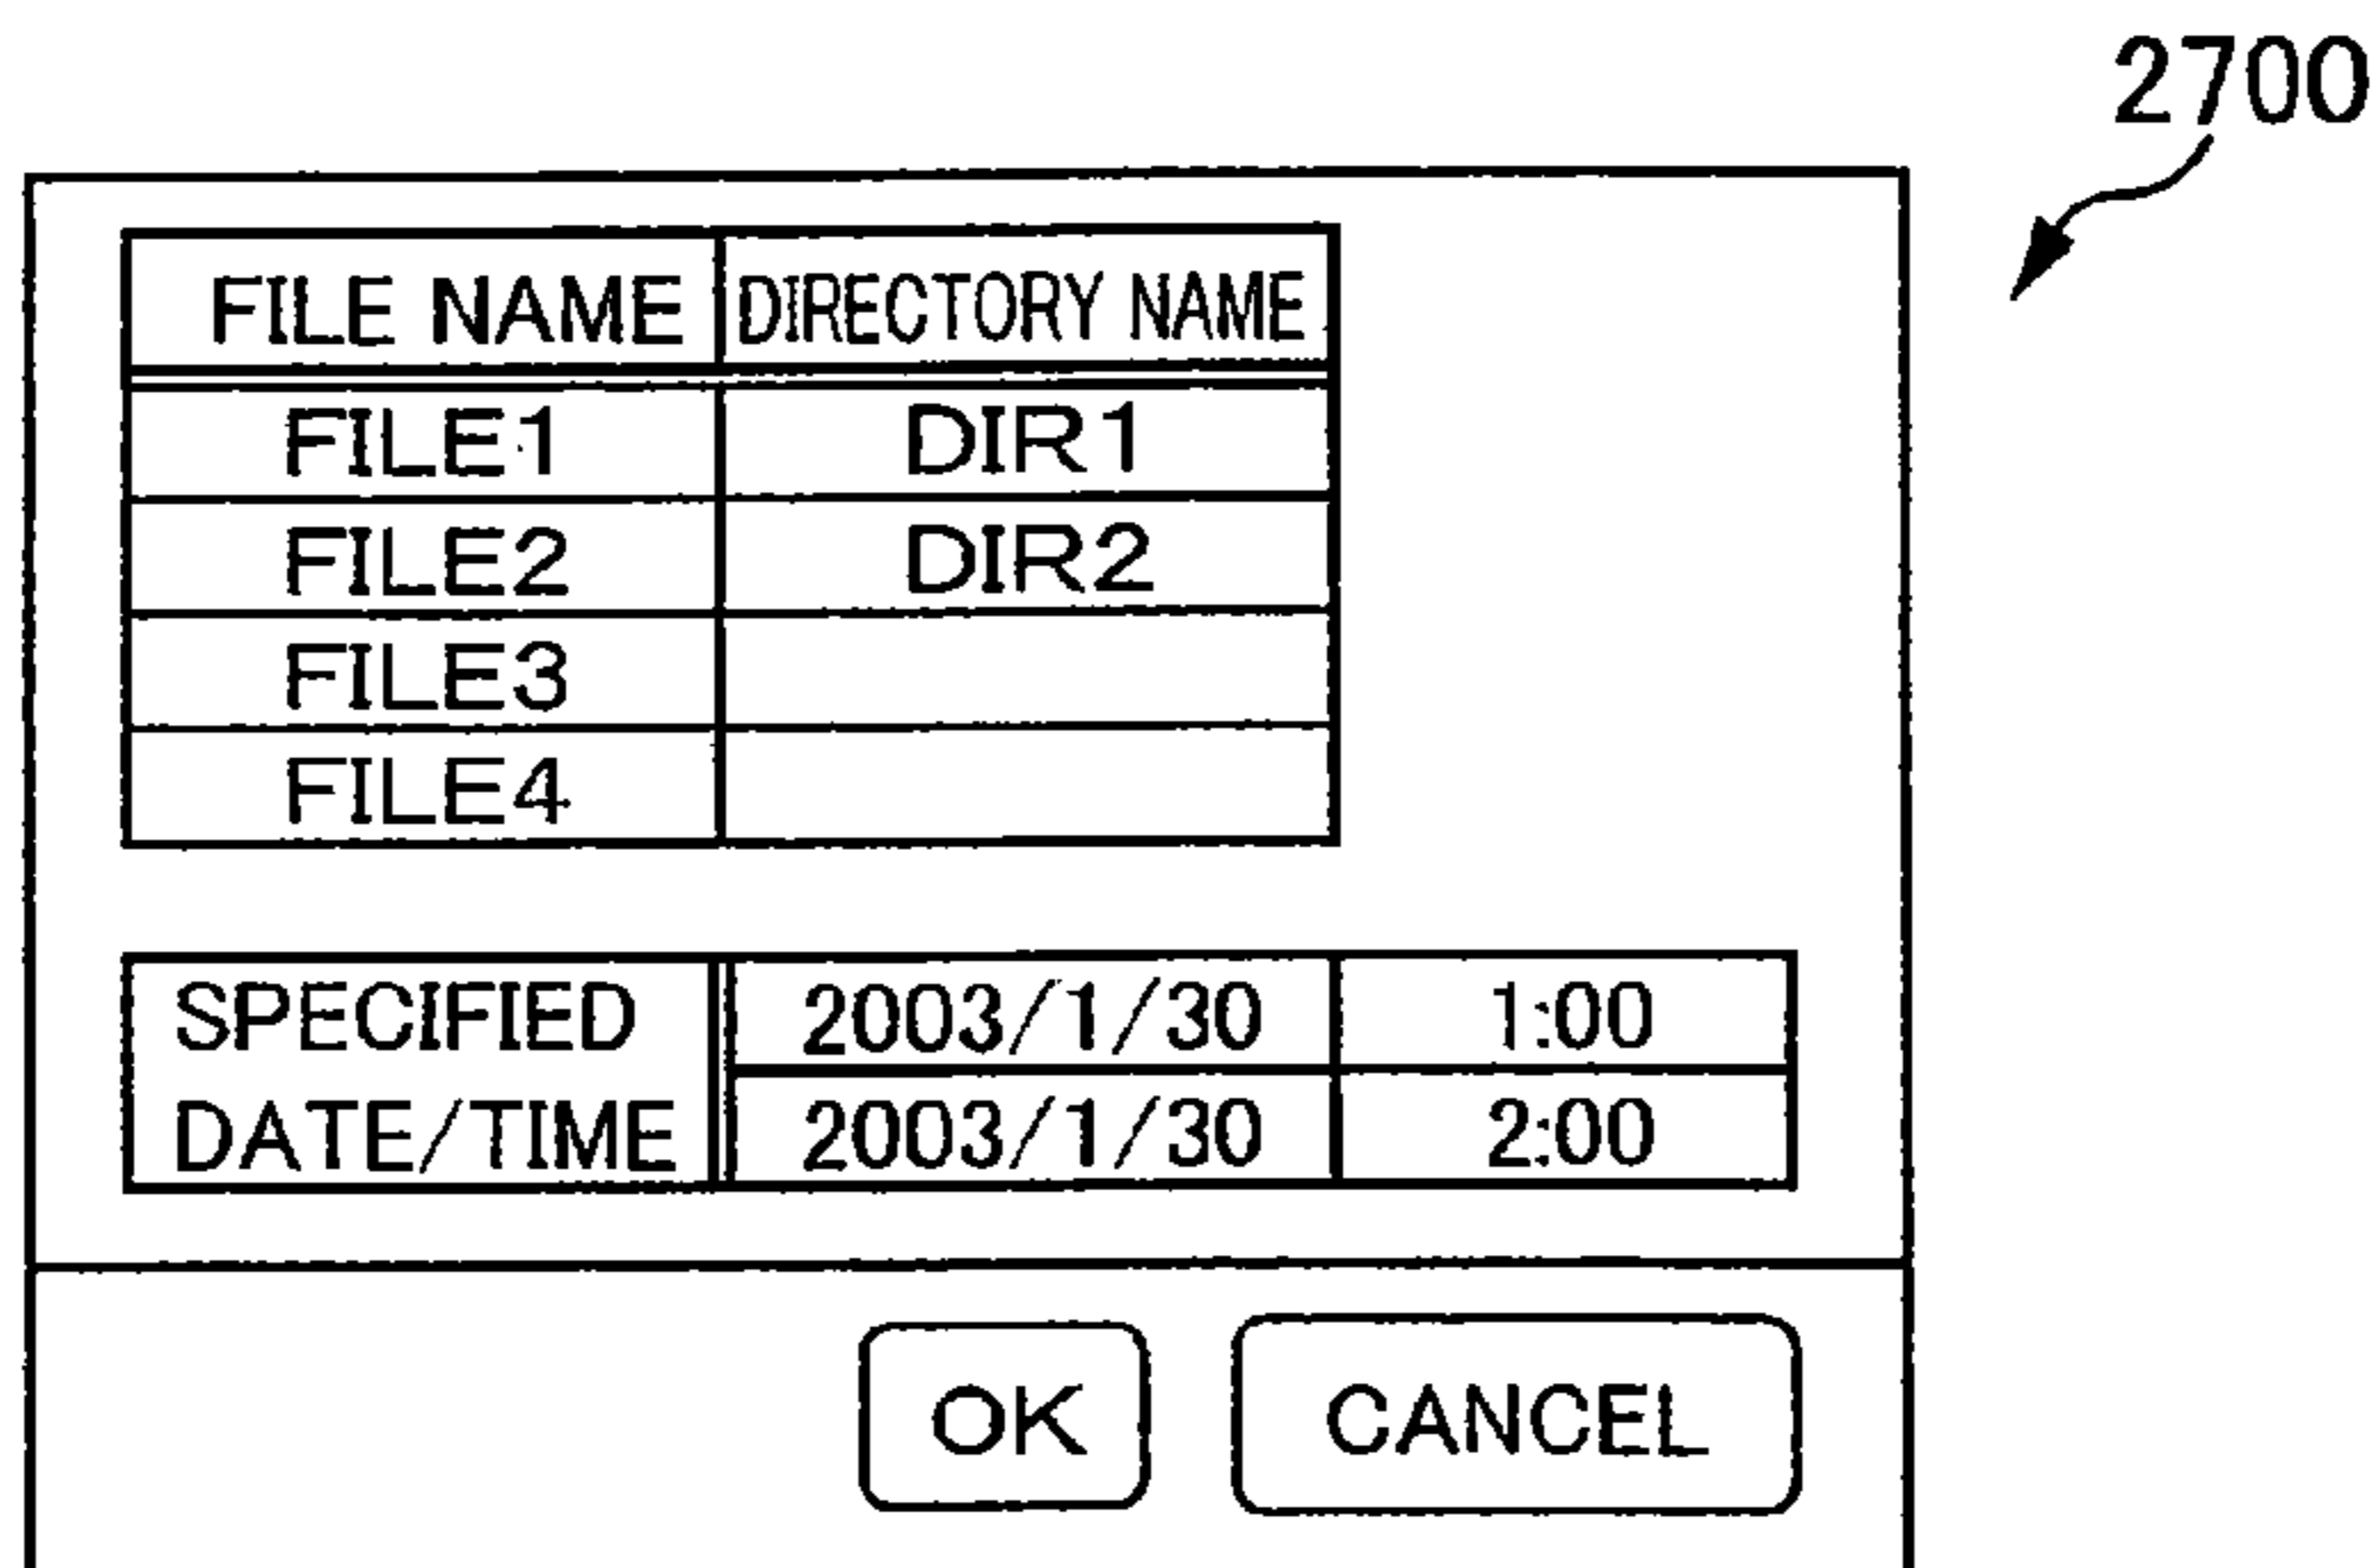 2700
FILE NAME DIRECTORY NAME
FILE1 DIR1
FILE2 DIR2
FILE3
FILE4
SPECIFIED 2003/1/30 1:00
DATE/TIME 2003/1/30 2:00
OK CANCEL